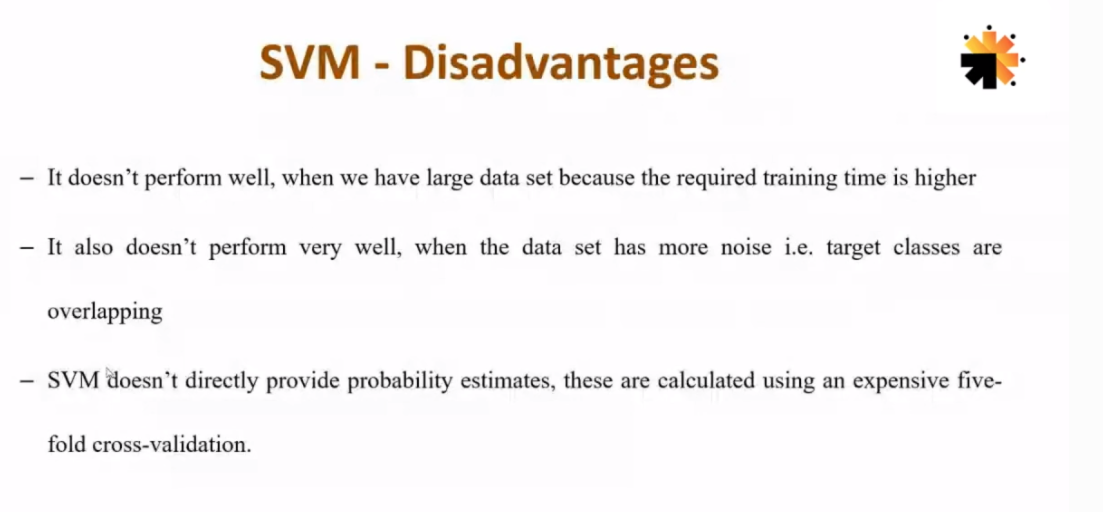 SVM - Disadvantages
– It doesn’t perform well, when we have large data set because the required training time is higher
– It also doesn’t perform very well, when the data set has more noise i.e. target classes are
overlapping
– SVM doesn’t directly provide probability estimates, these are calculated using an expensive five-
fold cross-validation.